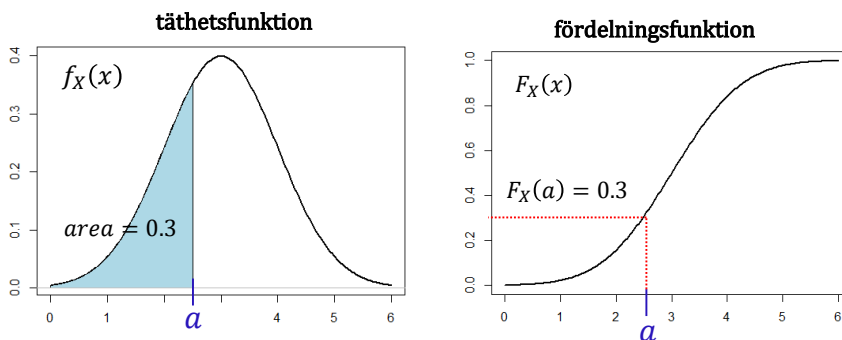 täthetsfunktion
f_X(x)
area = 0.3
0.0 0.1 0.2 0.3 0.4
0 1 3 4 5 6
a
fördelningsfunktion
F_X(x)
F_X(a) = 0.3
0.0 0.2 0.4 0.6 0.8 1.0
0 1 2 3 4 5 6
a